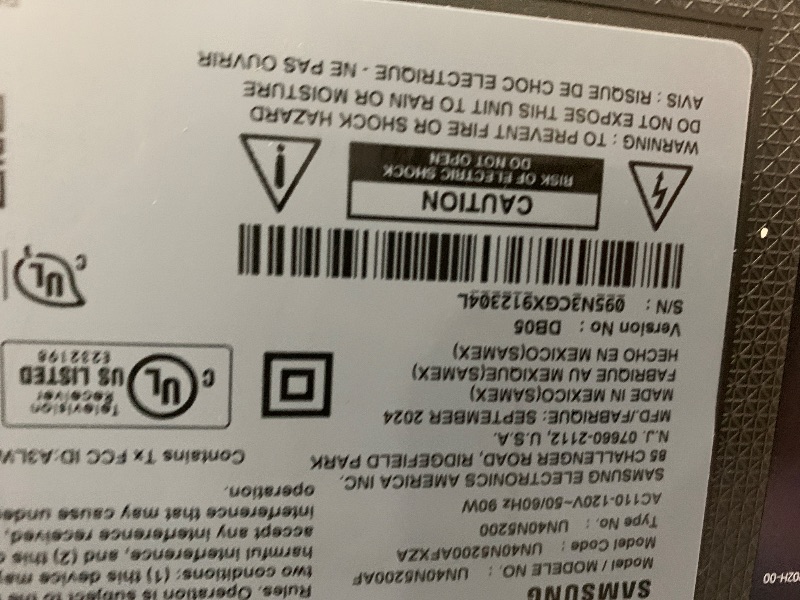 SAMSUNG
Model / MODELE NO. : UN40N5200AF
Model Code : UN40N5200AFXZA
Type No. : UN40N5200
AC110-120V~50/60Hz 90W
SAMSUNG ELECTRONICS AMERICA INC.
85 CHALLENGER ROAD, RIDGEFIELD PARK
N.J. 07660-2112, U.S.A.
MFD./FABRIQUE: SEPTEMBER 2024
MADE IN MEXICO(SAMEX)
FABRIQUE AU MEXIQUE(SAMEX)
HECHO EN MEXICO(SAMEX)
Version No : DB05
S/N : 095N3CGX912304L
CAUTION
RISK OF ELECTRIC SHOCK
DO NOT OPEN
WARNING : TO PREVENT FIRE OR SHOCK HAZARD
DO NOT EXPOSE THIS UNIT TO RAIN OR MOISTURE
AVIS : RISQUE DE CHOC ELECTRIQUE - NE PAS OUVRIR
Rules. Operation is subject to the
two conditions: (1) this device may
harmful interference, and (2) this
accept any interference received,
interference that may cause
operation.
Contains Tx FCC ID:
C UL US LISTED
Television
Receiver
E232198
C UL